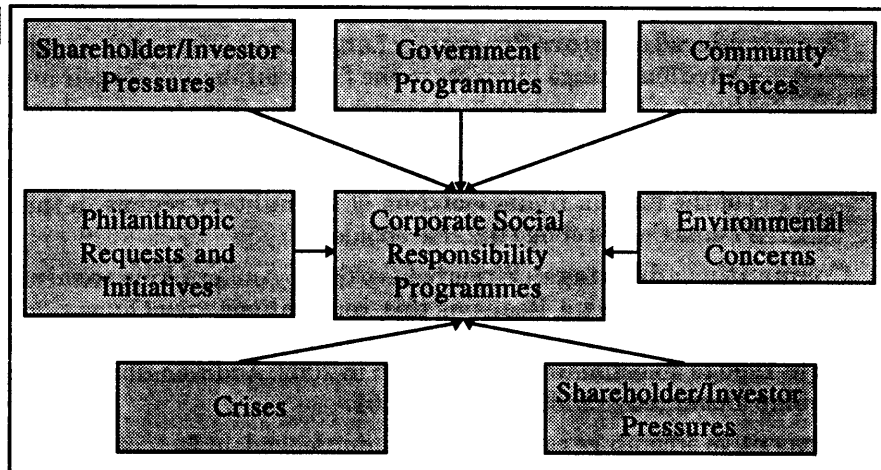 Shareholder/Investor
Pressures
Government
Programmes
Community
Forces
Philanthropic
Requests and
Initiatives
Corporate Social
Responsibility
Programmes
Environmental
Concerns
Crises
Shareholder/Investor
Pressures